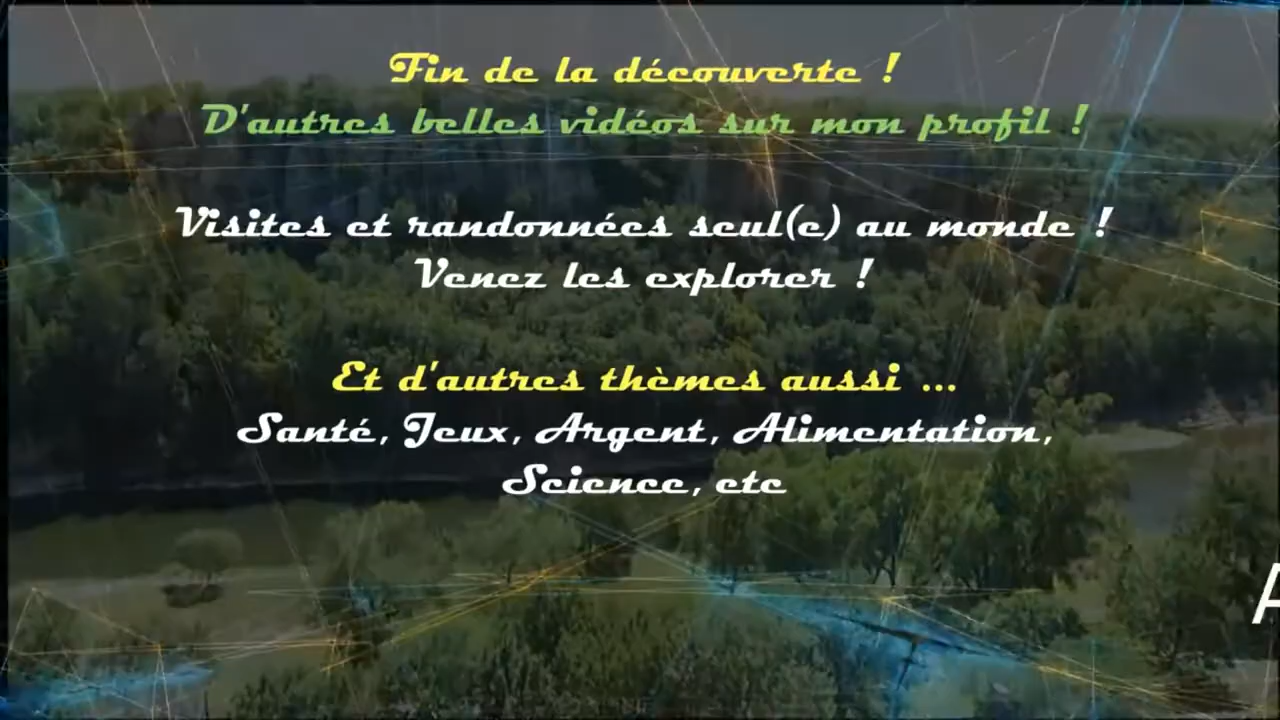 Fin de la découverte !
D'autres belles vidéos sur mon profil !
Visites et randonnées seul(e) au monde !
Venez les explorer !
Et d'autres thèmes aussi ...
Santé, Jeux, Argent, Alimentation,
Science, etc
A